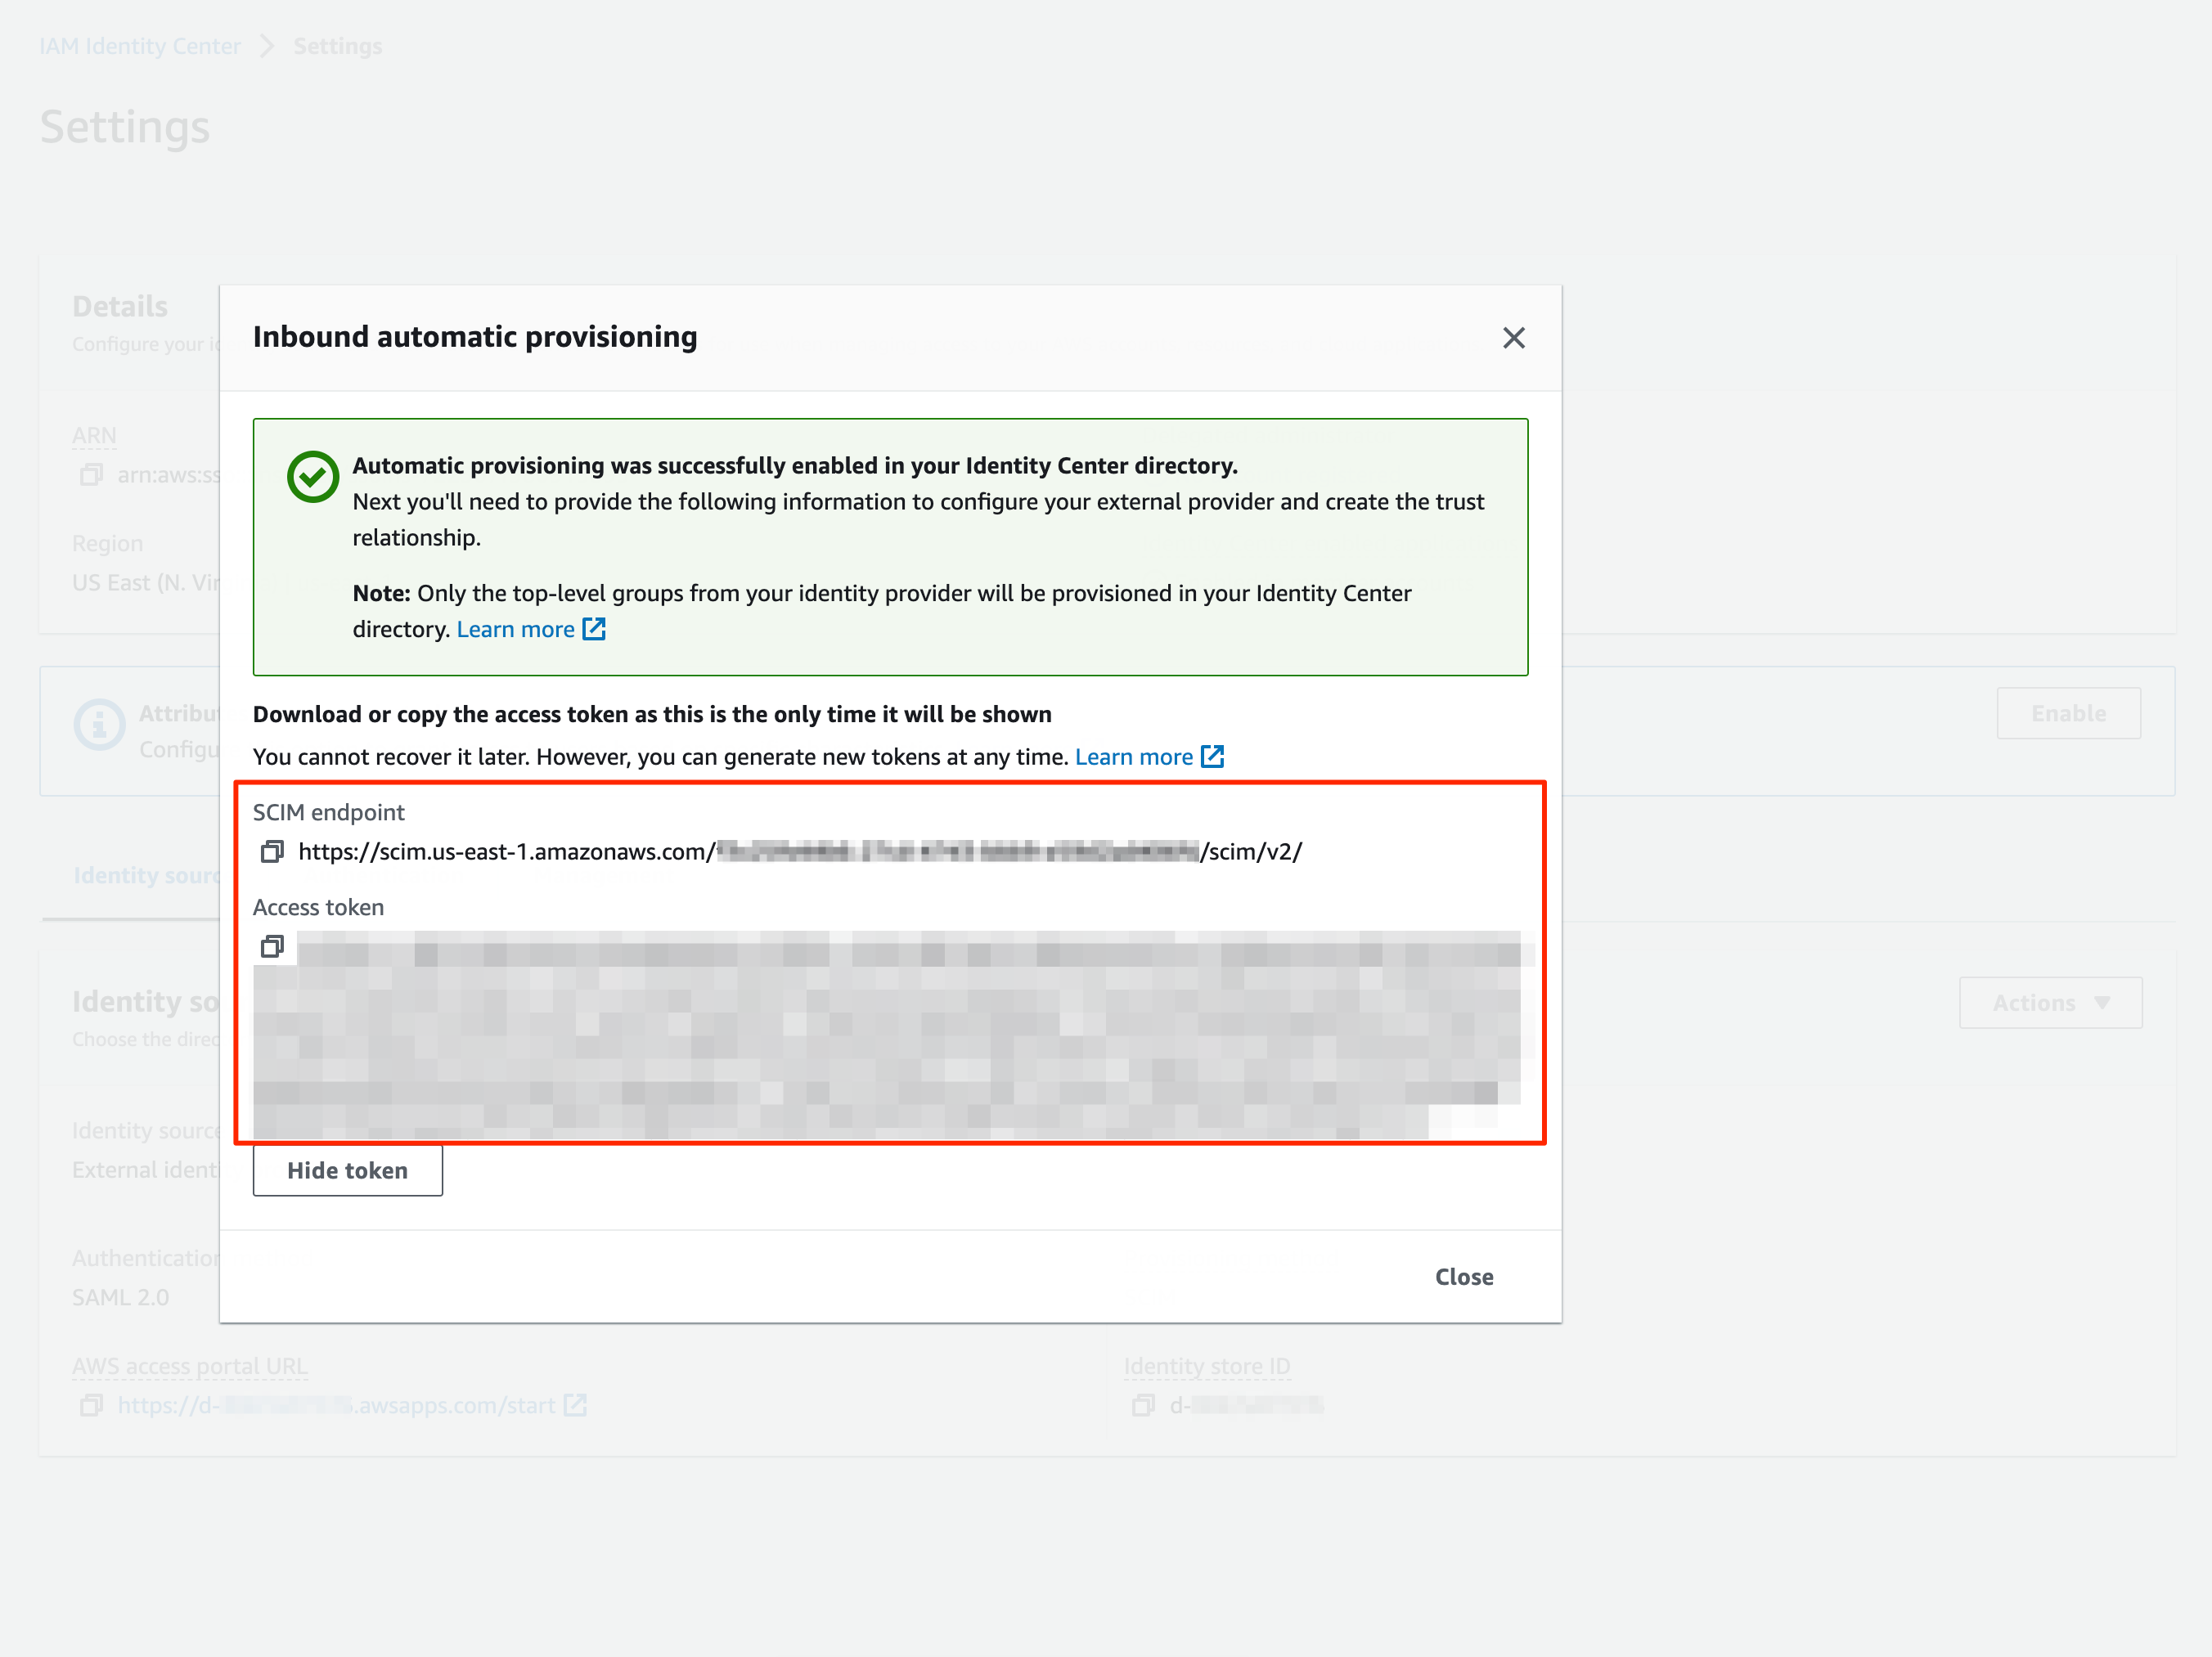 IAM Identity Center > Settings
Settings
Details
Configure your
ARN
arn:aws:ss
Region
US East (N. Vir
Inbound automatic provisioning
Automatic provisioning was successfully enabled in your Identity Center directory.
Next you'll need to provide the following information to configure your external provider and create the trust
relationship.
Note: Only the top-level groups from your identity provider will be provisioned in your Identity Center
directory. Learn more
Attribut
Configu
Enable
Download or copy the access token as this is the only time it will be shown
You cannot recover it later. However, you can generate new tokens at any time. Learn more
SCIM endpoint
https://scim.us-east-1.amazonaws.com/ /scim/v2/
Identity sourc
Access token
Identity so
Choose the direc
Actions
Identity source
External identi
Hide token
Authentication
SAML 2.0
Close
AWS access portal URL
https://d- .awsapps.com/start
Identity store ID
d-